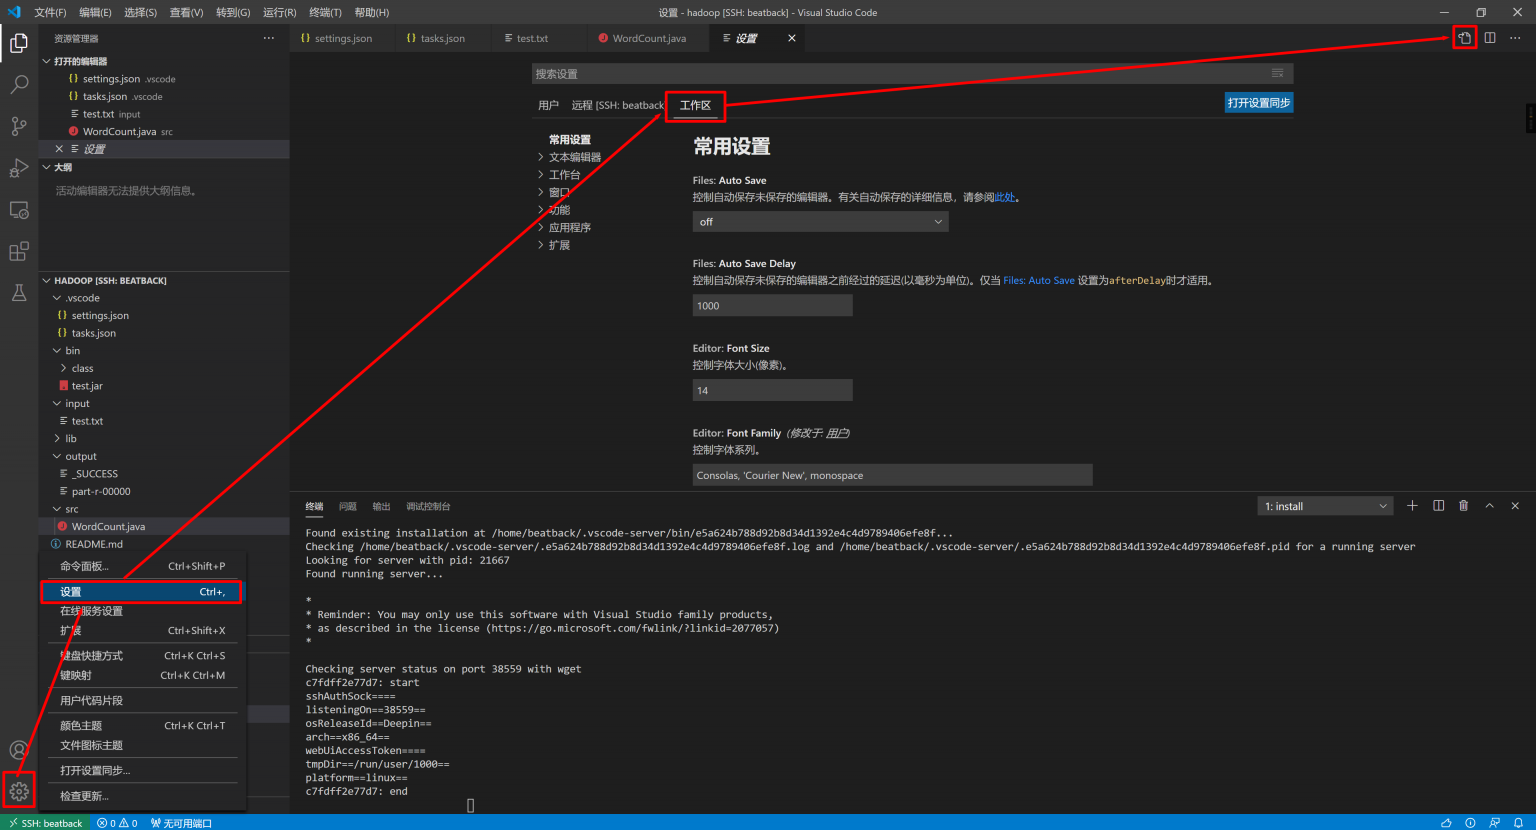 文件(F) 编辑(E) 选择(S) 查看(V) 转到(G) 运行(R) 终端(T) 帮助(H)
设置 - hadoop [SSH: beatback] - Visual Studio Code
资源管理器
打开的编辑器
settings.json .vscode
tasks.json .vscode
test.txt input
WordCount.java src
设置
大纲
活动编辑器无法提供大纲信息。
HADOOP [SSH: BEATBACK]
.vscode
settings.json
tasks.json
bin
class
test.jar
input
test.txt
lib
output
_SUCCESS
part-r-00000
src
WordCount.java
README.md
命令面板... Ctrl+Shift+P
设置 Ctrl+,
在线服务设置
扩展 Ctrl+Shift+X
键盘快捷方式 Ctrl+K Ctrl+S
键映射 Ctrl+K Ctrl+M
用户代码片段
颜色主题 Ctrl+K Ctrl+T
文件图标主题
打开设置同步...
检查更新...
settings.json tasks.json test.txt WordCount.java 设置
搜索设置
用户 远程 [SSH: beatback 工作区
打开设置同步
常用设置
文本编辑器
工作台
窗口
功能
应用程序
扩展
常用设置
Files: Auto Save
控制自动保存未保存的编辑器。有关自动保存的详细信息，请参阅此处。
off
Files: Auto Save Delay
控制自动保存未保存的编辑器之前经过的延迟(以毫秒为单位)。仅当 Files: Auto Save 设置为afterDelay时才适用。
1000
Editor: Font Size
控制字体大小(像素)。
14
Editor: Font Family (修改于: 用户)
控制字体系列。
Consolas, 'Courier New', monospace
终端 问题 输出 调试控制台
1: install
Found existing installation at /home/beatback/.vscode-server/bin/e5a624b788d92b8d34d1392e4c4d9789406efe8f...
Checking /home/beatback/.vscode-server/.e5a624b788d92b8d34d1392e4c4d9789406efe8f.log and /home/beatback/.vscode-server/.e5a624b788d92b8d34d1392e4c4d9789406efe8f.pid for a running server
Looking for server with pid: 21667
Found running server...
*
* Reminder: You may only use this software with Visual Studio family products,
* as described in the license (https://go.microsoft.com/fwlink/?linkid=2077057)
*
Checking server status on port 38559 with wget
c7fdff2e77d7: start
sshAuthSock====
listeningOn==38559==
osReleaseId==Deepin==
arch==x86_64==
webUiAccessToken====
tmpDir==/run/user/1000==
platform==linux==
c7fdff2e77d7: end
SSH: beatback 0 0 无可用端口